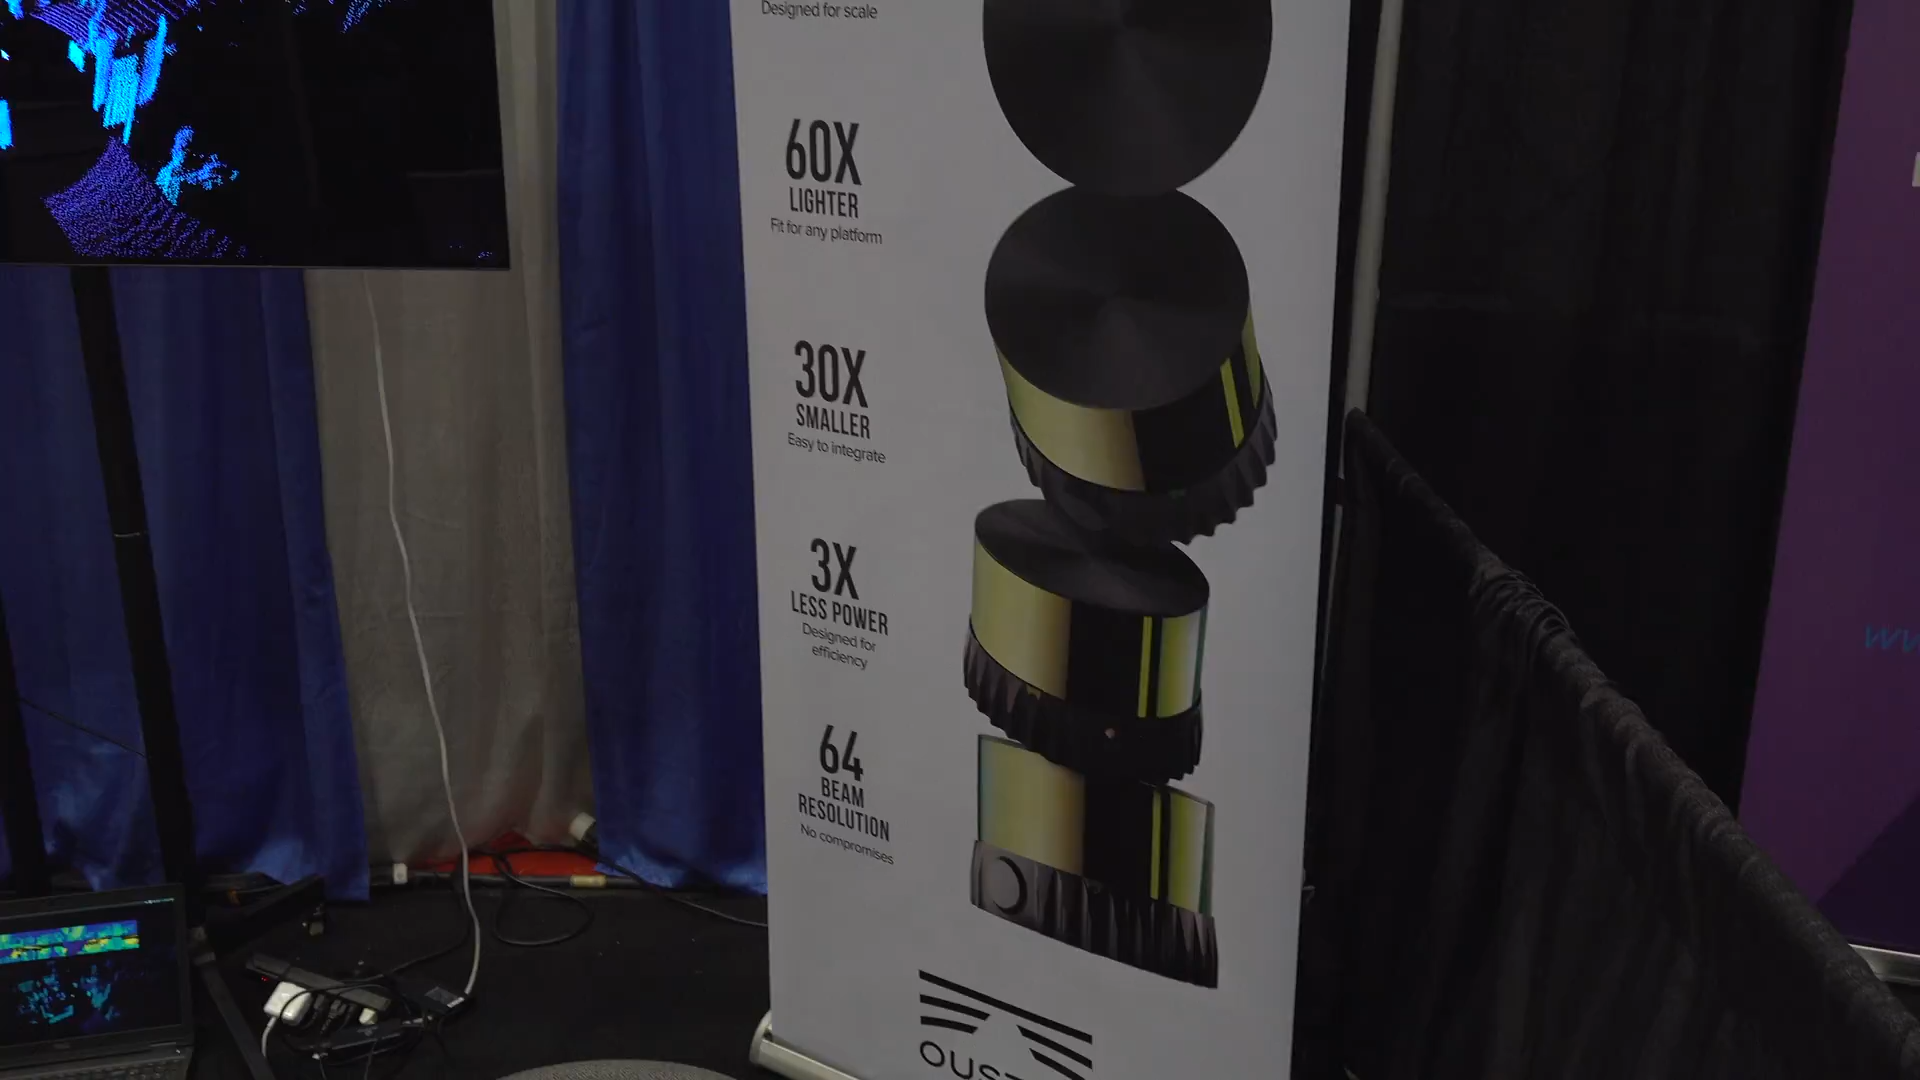 Designed for scale
60X
LIGHTER
Fit for any platform
30X
SMALLER
Easy to integrate
3X
LESS POWER
Designed for
efficiency
64
BEAM
RESOLUTION
No compromises
OUST